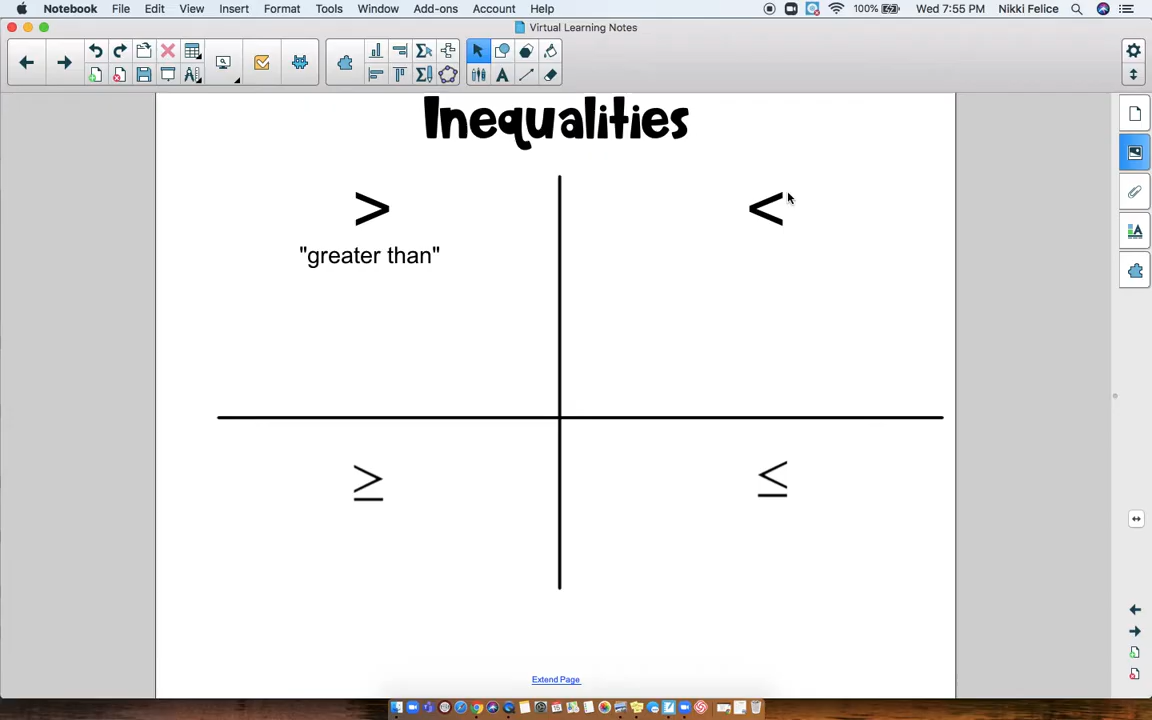 Notebook File Edit View Insert Format Tools Window Add-ons Account Help 100% Wed 7:55 PM Nikki Felice
Virtual Learning Notes
Inequalities
> <
"greater than"
≥ ≤
Extend Page